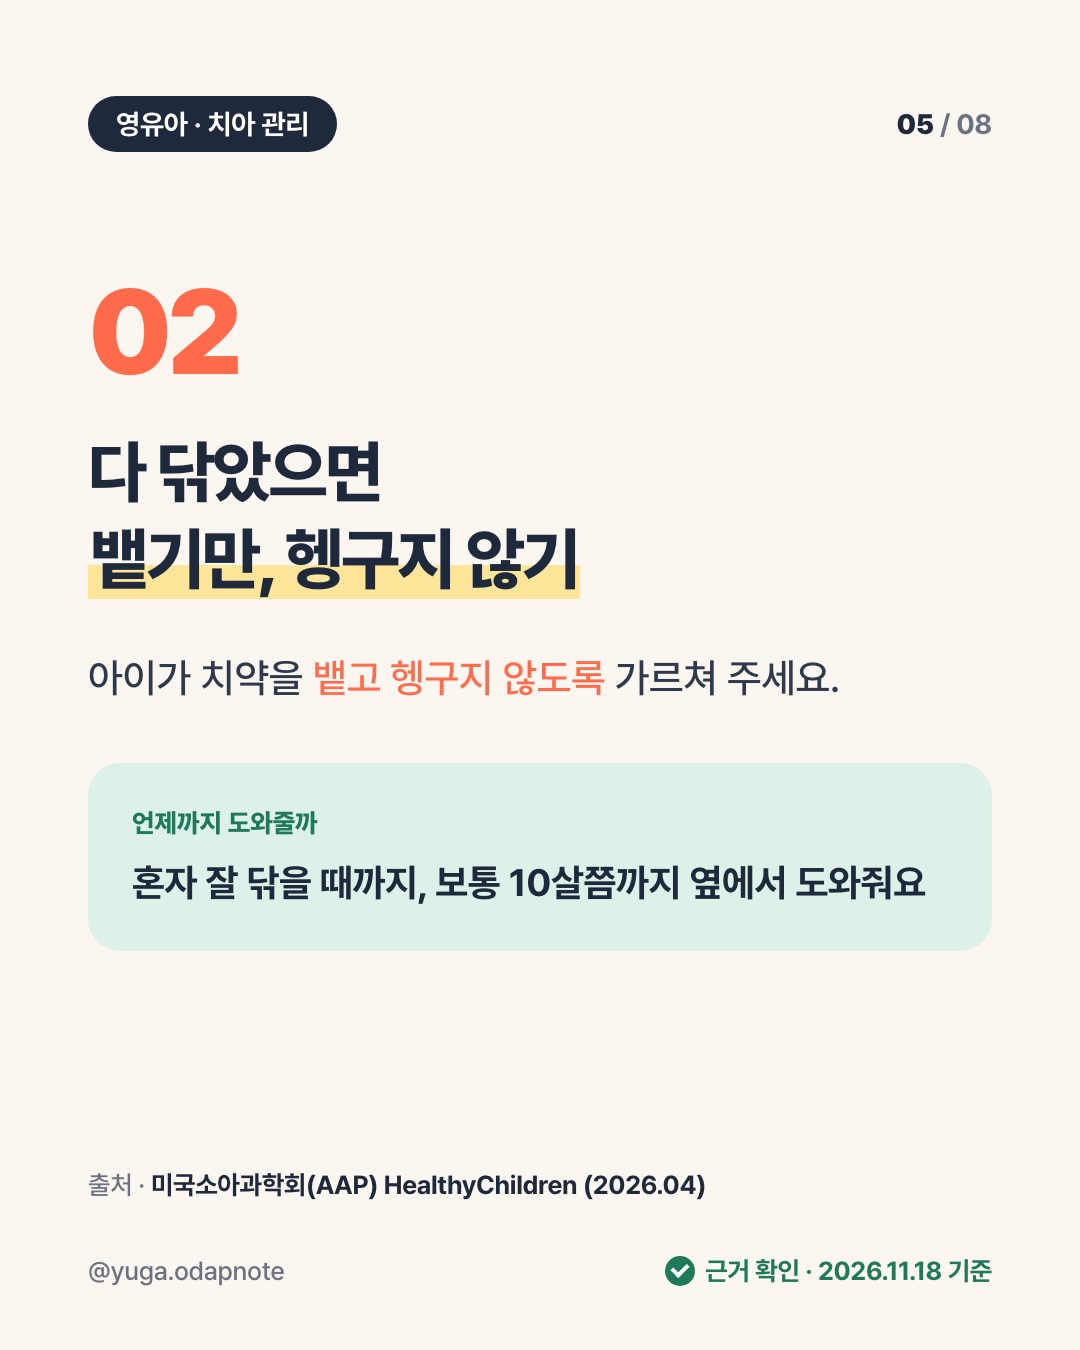 영유아 · 치아 관리
05 / 08
02
다 닦았으면
뱉기만, 헹구지 않기
아이가 치약을 뱉고 헹구지 않도록 가르쳐 주세요.
언제까지 도와줄까
혼자 잘 닦을 때까지, 보통 10살쯤까지 옆에서 도와줘요
출처 · 미국소아과학회(AAP) HealthyChildren (2026.04)
@yuga.odapnote
근거 확인 · 2026.11.18 기준